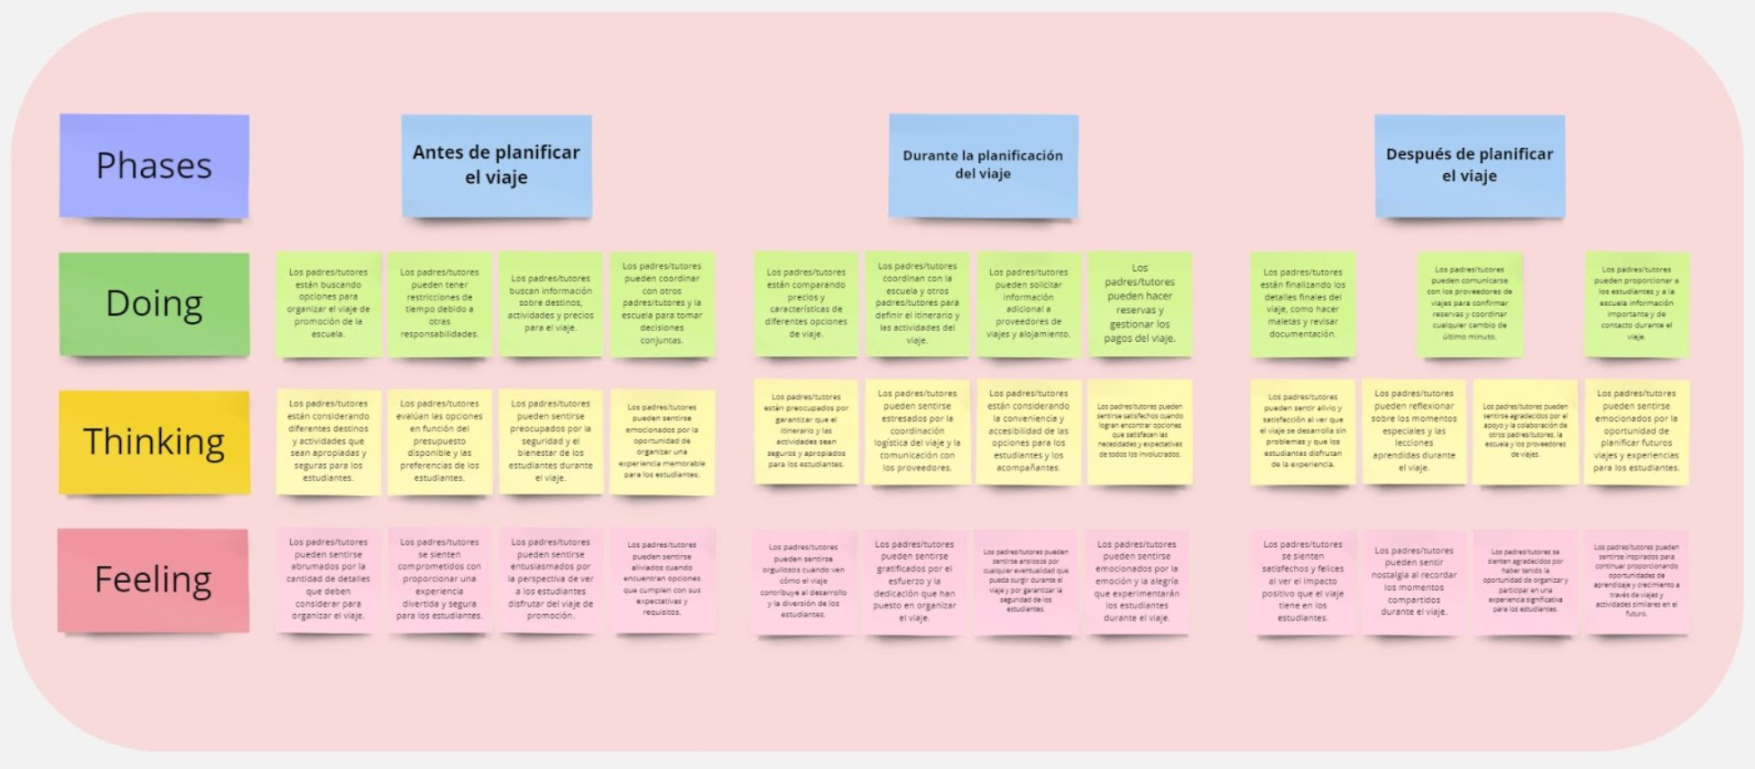 Phases
Antes de planificar
el viaje
Durante la planificación
del viaje
Después de planificar
el viaje
Doing
Los padres/tutores
están buscando
opciones para
organizar el viaje de
promoción de la
escuela.
Los padres/tutores
pueden tener
restricciones de
tiempo debido a
otras
responsabilidades.
Los padres/tutores
buscan información
sobre destinos,
actividades y precios
para el viaje.
Los padres/tutores
pueden coordinar
con otros
padres/tutores y la
escuela para tomar
decisiones
conjuntas.
Los padres/tutores
están comparando
precios y
características de
diferentes opciones
de viaje.
Los padres/tutores
coordinan con la
escuela y otros
padres/tutores para
definir el itinerario y
las actividades del
viaje.
Los padres/tutores
pueden solicitar
información
adicional a
proveedores de
viajes y alojamiento.
Los
padres/tutores
pueden hacer
reservas y
gestionar los
pagos del viaje.
Los padres/tutores
están finalizando los
detalles finales del
viaje, como hacer
maletas y revisar
documentación.
Los padres/tutores
pueden comunicarse
con los proveedores de
viajes para confirmar
reservas y coordinar
cualquier cambio de
último minuto.
Los padres/tutores
pueden proporcionar a
los estudiantes y a la
escuela información
importante y de
contacto durante el
viaje.
Thinking
Los padres/tutores
están considerando
diferentes destinos
y actividades que
sean apropiadas y
seguras para los
estudiantes.
Los padres/tutores
evalúan las opciones
en función del
presupuesto
disponible y las
preferencias de los
estudiantes.
Los padres/tutores
pueden sentirse
preocupados por la
seguridad y el
bienestar de los
estudiantes durante
el viaje.
Los padres/tutores
pueden sentirse
emocionados por la
oportunidad de
organizar una
experiencia memorable
para los estudiantes.
Los padres/tutores
están preocupados por
garantizar que el
itinerario y las
actividades sean
seguros y apropiados
para los estudiantes.
Los padres/tutores
pueden sentirse
estresados por la
coordinación
logística del viaje y la
comunicación con
los proveedores.
Los padres/tutores
están considerando
la conveniencia y
accesibilidad de las
opciones para los
estudiantes y los
acompañantes.
Los padres/tutores pueden
sentirse satisfechos cuando
logran encontrar opciones
que satisfacen las
necesidades y expectativas
de todos los involucrados.
Los padres/tutores
pueden sentir alivio y
satisfacción al ver que
el viaje se desarrolla sin
problemas y que los
estudiantes disfrutan
de la experiencia.
Los padres/tutores
pueden reflexionar
sobre los momentos
especiales y las
lecciones
aprendidas durante
el viaje.
Los padres/tutores pueden
sentirse agradecidos por el
apoyo y la colaboración de
otros padres/tutores, la
escuela y los proveedores
de viajes.
Los padres/tutores
pueden sentirse
emocionados por la
oportunidad de
planificar futuros
viajes y experiencias
para los estudiantes.
Feeling
Los padres/tutores
pueden sentirse
abrumados por la
cantidad de detalles
que deben
considerar para
organizar el viaje.
Los padres/tutores
se sienten
comprometidos con
proporcionar una
experiencia
divertida y segura
para los estudiantes.
Los padres/tutores
pueden sentirse
entusiasmados por
la perspectiva de ver
a los estudiantes
disfrutar del viaje de
promoción.
Los padres/tutores
pueden sentirse
aliviados cuando
encuentran opciones
que cumplen con sus
expectativas y
requisitos.
Los padres/tutores
pueden sentirse
orgullosos cuando ven
cómo el viaje
contribuye al desarrollo
y la diversión de los
estudiantes.
Los padres/tutores
pueden sentirse
gratificados por el
esfuerzo y la
dedicación que han
puesto en organizar
el viaje.
Los padres/tutores pueden
sentirse ansiosos por
cualquier eventualidad que
pueda surgir durante el
viaje y por garantizar la
seguridad de los
estudiantes.
Los padres/tutores
pueden sentirse
emocionados por la
emoción y la alegría
que experimentarán
los estudiantes
durante el viaje.
Los padres/tutores
se sienten
satisfechos y felices
al ver el impacto
positivo que el viaje
tiene en los
estudiantes.
Los padres/tutores
pueden sentir
nostalgia al recordar
los momentos
compartidos
durante el viaje.
Los padres/tutores se
sienten agradecidos por
haber tenido la
oportunidad de organizar y
participar en una
experiencia significativa
para los estudiantes.
Los padres/tutores pueden
sentirse inspirados para
continuar proporcionando
oportunidades de
aprendizaje y crecimiento a
través de viajes y
actividades similares en el
futuro.